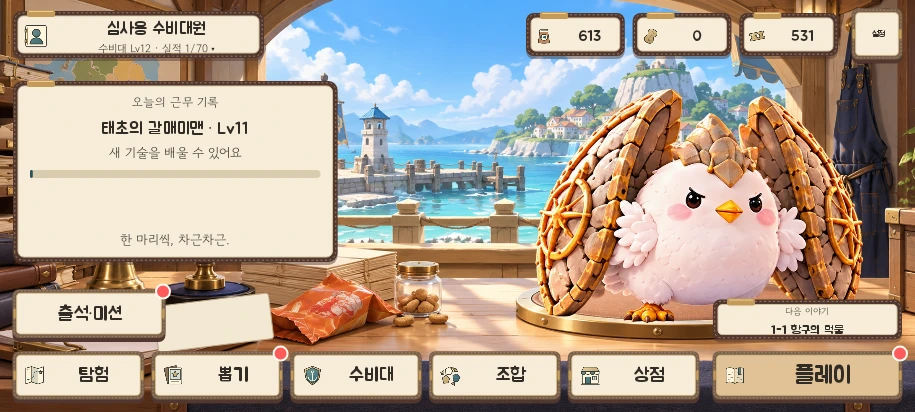 심사용 수비대원
수비대 Lv12 · 실적 1/70 •
613
0
531
설정
오늘의 근무 기록
태초의 갈매미맨 · Lv11
새 기술을 배울 수 있어요
한 마리씩, 차근차근.
출석·미션
다음 이야기
1-1 항구의 먹물
탐험
뽑기
수비대
조합
상점
플레이